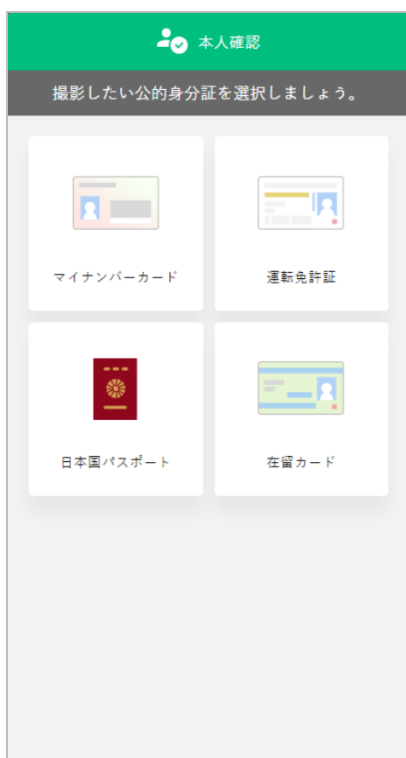 本人確認
撮影したい公的身分証を選択しましょう。
マイナンバーカード
運転免許証
日本国パスポート
在留カード